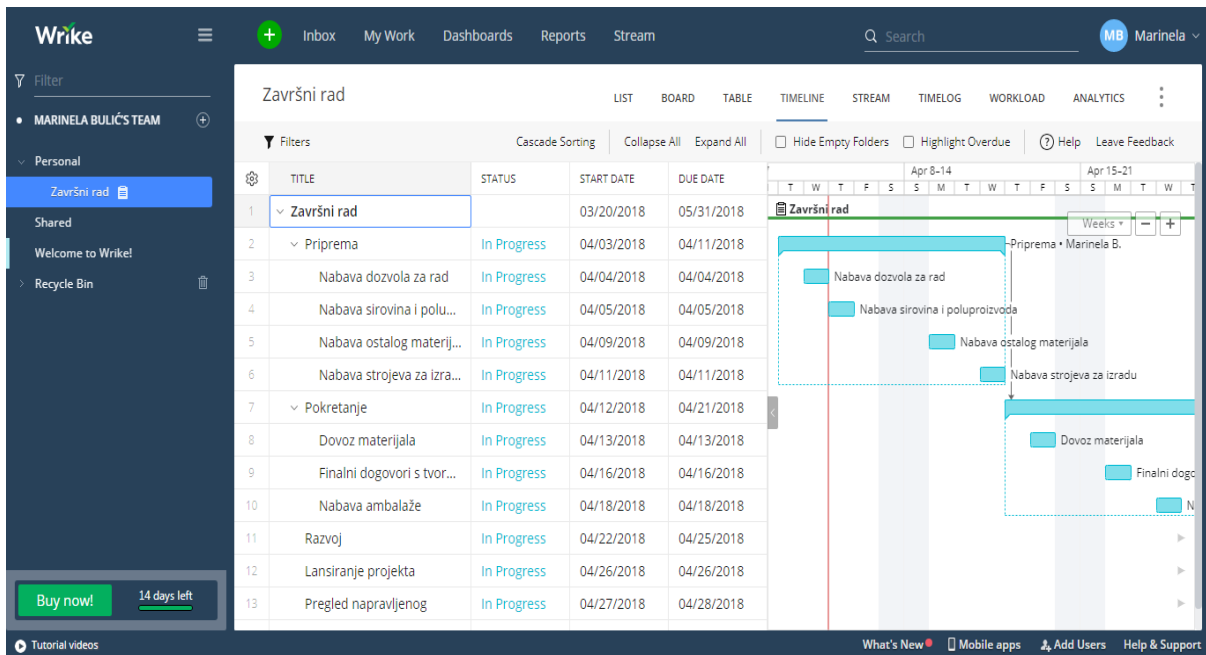 Wrike
Inbox My Work Dashboards Reports Stream
Search
MB Marinela
Filter
MARINELA BULIĆ'S TEAM
Personal
Završni rad
Shared
Welcome to Wrike!
Recycle Bin
Buy now!
14 days left
Završni rad
LIST BOARD TABLE TIMELINE STREAM TIMELOG WORKLOAD ANALYTICS
Filters Cascade Sorting Collapse All Expand All Hide Empty Folders Highlight Overdue ? Help Leave Feedback
TITLE STATUS START DATE DUE DATE
1 Završni rad 03/20/2018 05/31/2018
2 Priprema In Progress 04/03/2018 04/11/2018
3 Nabava dozvola za rad In Progress 04/04/2018 04/04/2018
4 Nabava sirovina i polu... In Progress 04/05/2018 04/05/2018
5 Nabava ostalog materij... In Progress 04/09/2018 04/09/2018
6 Nabava strojeva za izra... In Progress 04/11/2018 04/11/2018
7 Pokretanje In Progress 04/12/2018 04/21/2018
8 Dovoz materijala In Progress 04/13/2018 04/13/2018
9 Finalni dogovori s tvor... In Progress 04/16/2018 04/16/2018
10 Nabava ambalaže In Progress 04/18/2018 04/18/2018
11 Razvoj In Progress 04/22/2018 04/25/2018
12 Lansiranje projekta In Progress 04/26/2018 04/26/2018
13 Pregled napravljenog In Progress 04/27/2018 04/28/2018
Apr 8-14 Apr 15-21
T W T F S S M T W T F S S M T W T
Završni rad
Weeks − +
Priprema • Marinela B.
Nabava dozvola za rad
Nabava sirovina i poluproizvoda
Nabava ostalog materijala
Nabava strojeva za izradu
Dovoz materijala
Finalni dogo
N
Tutorial videos What's New Mobile apps Add Users Help & Support